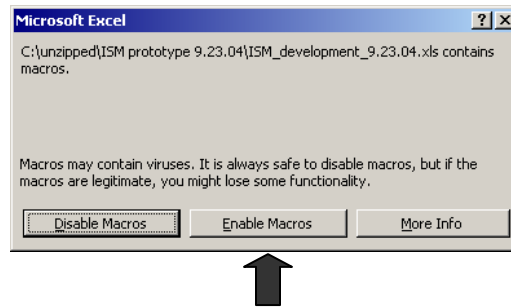 Microsoft Excel
C:\unzipped\ISM prototype 9.23.04\ISM_development_9.23.04.xls contains
macros.
Macros may contain viruses. It is always safe to disable macros, but if the
macros are legitimate, you might lose some functionality.
Disable Macros Enable Macros More Info